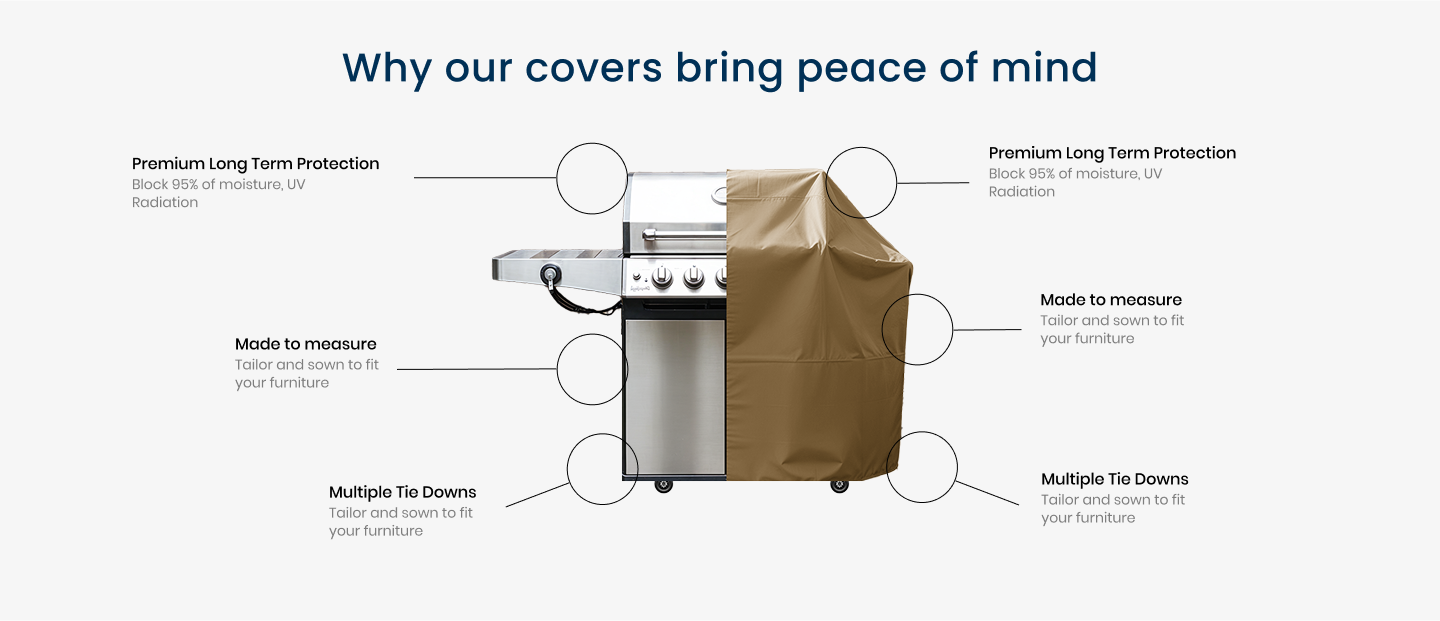 Why our covers bring peace of mind
Premium Long Term Protection
Block 95% of moisture, UV
Radiation
Made to measure
Tailor and sown to fit
your furniture
Multiple Tie Downs
Tailor and sown to fit
your furniture
Premium Long Term Protection
Block 95% of moisture, UV
Radiation
Made to measure
Tailor and sown to fit
your furniture
Multiple Tie Downs
Tailor and sown to fit
your furniture